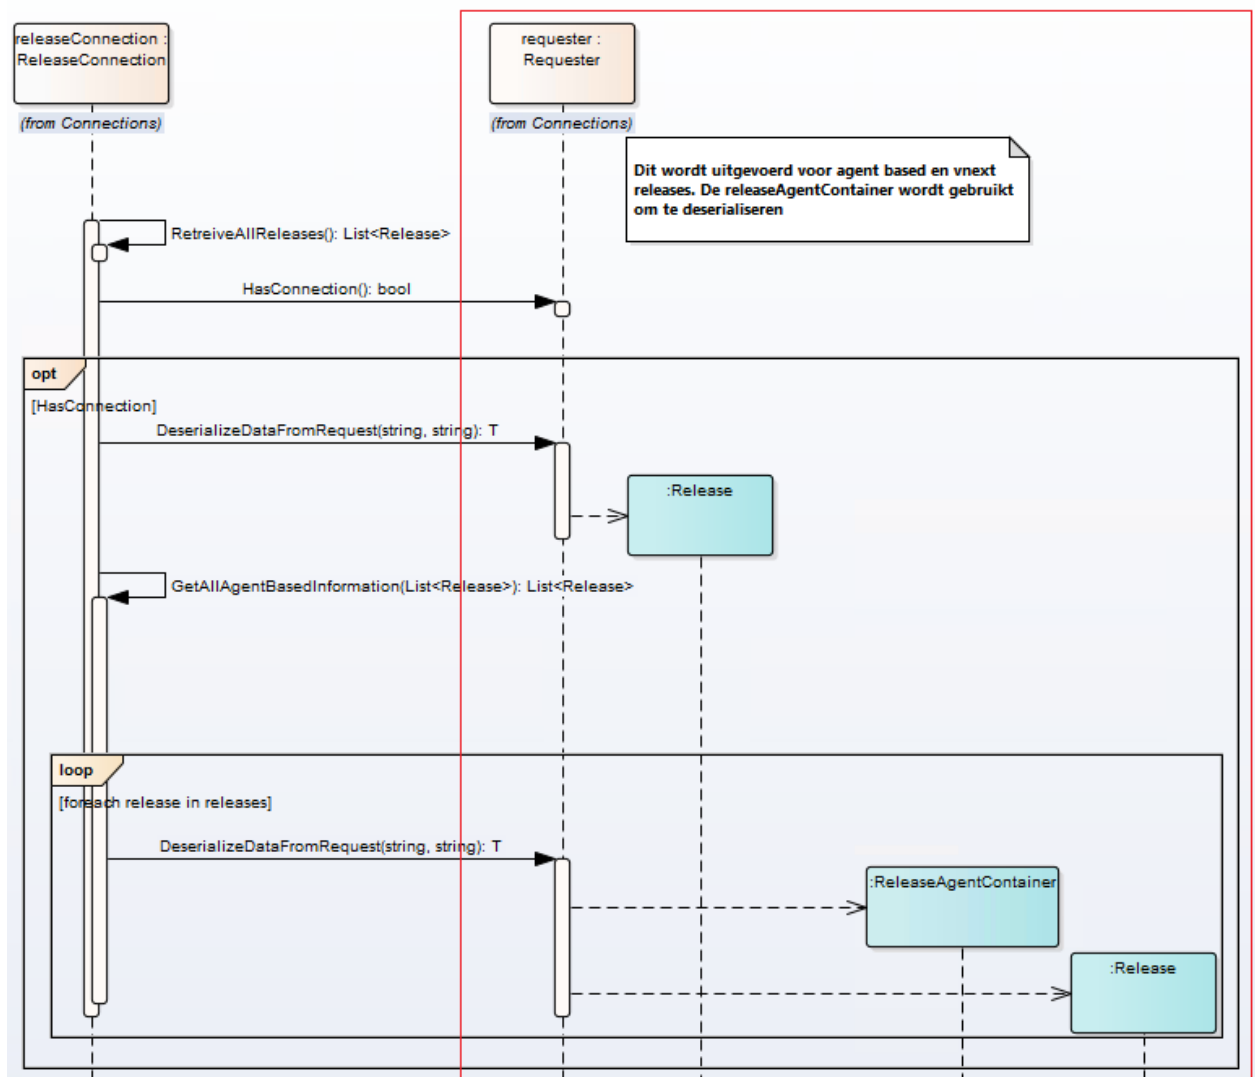 releaseConnection :
ReleaseConnection
requester :
Requester
(from Connections)
(from Connections)
Dit wordt uitgevoerd voor agent based en vnext
releases. De releaseAgentContainer wordt gebruikt
om te deserialiseren
RetreiveAllReleases(): List<Release>
HasConnection(): bool
opt
[HasConnection]
DeserializeDataFromRequest(string, string): T
:Release
GetAllAgentBasedInformation(List<Release>): List<Release>
loop
[foreach release in releases]
DeserializeDataFromRequest(string, string): T
:ReleaseAgentContainer
:Release